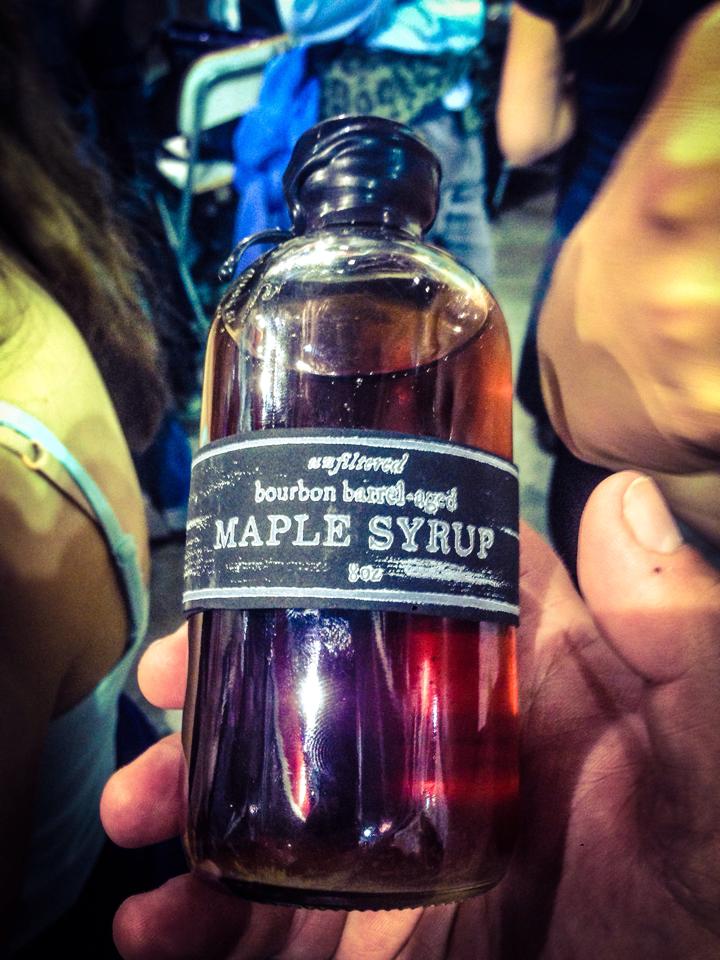 unfiltered
bourbon barrel-aged
MAPLE SYRUP
8oz